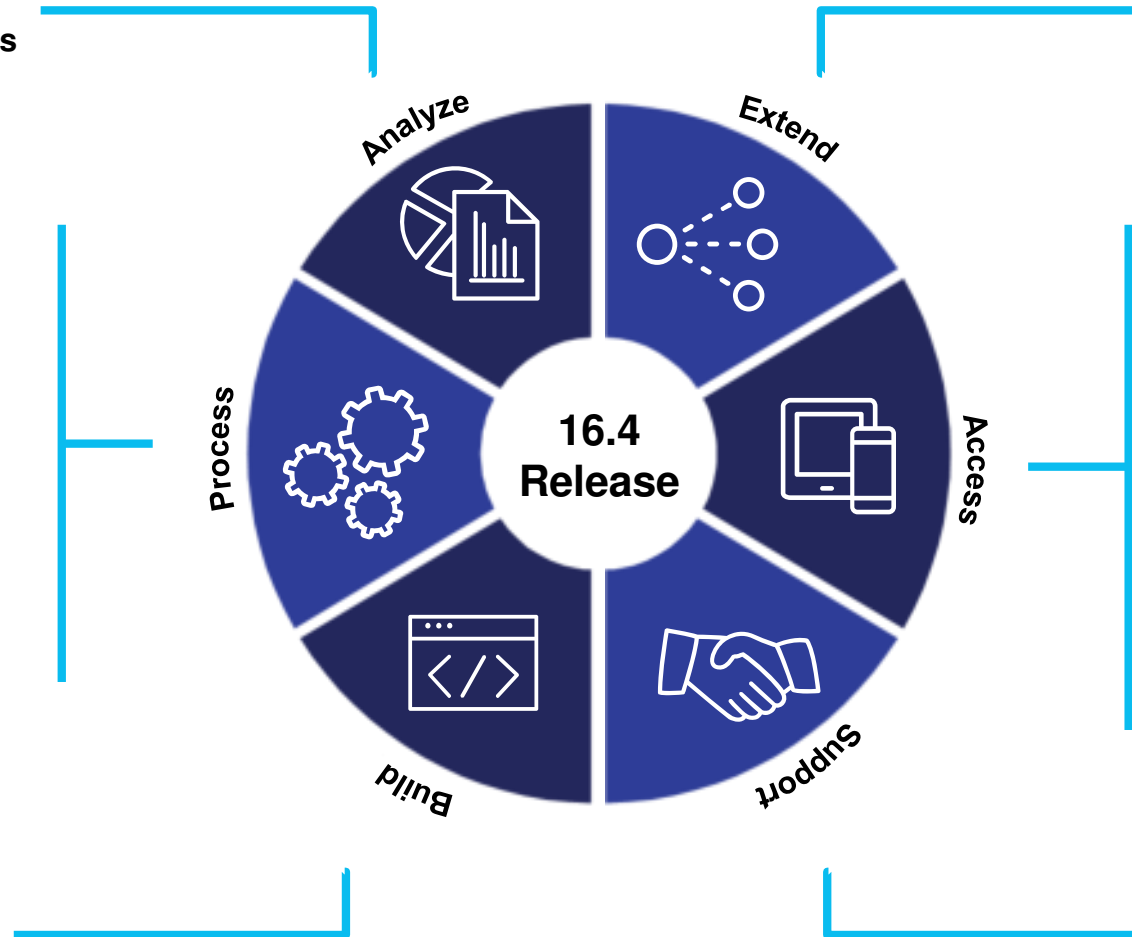 s
Analyze
Extend
Process
16.4
Release
Access
Build
Support